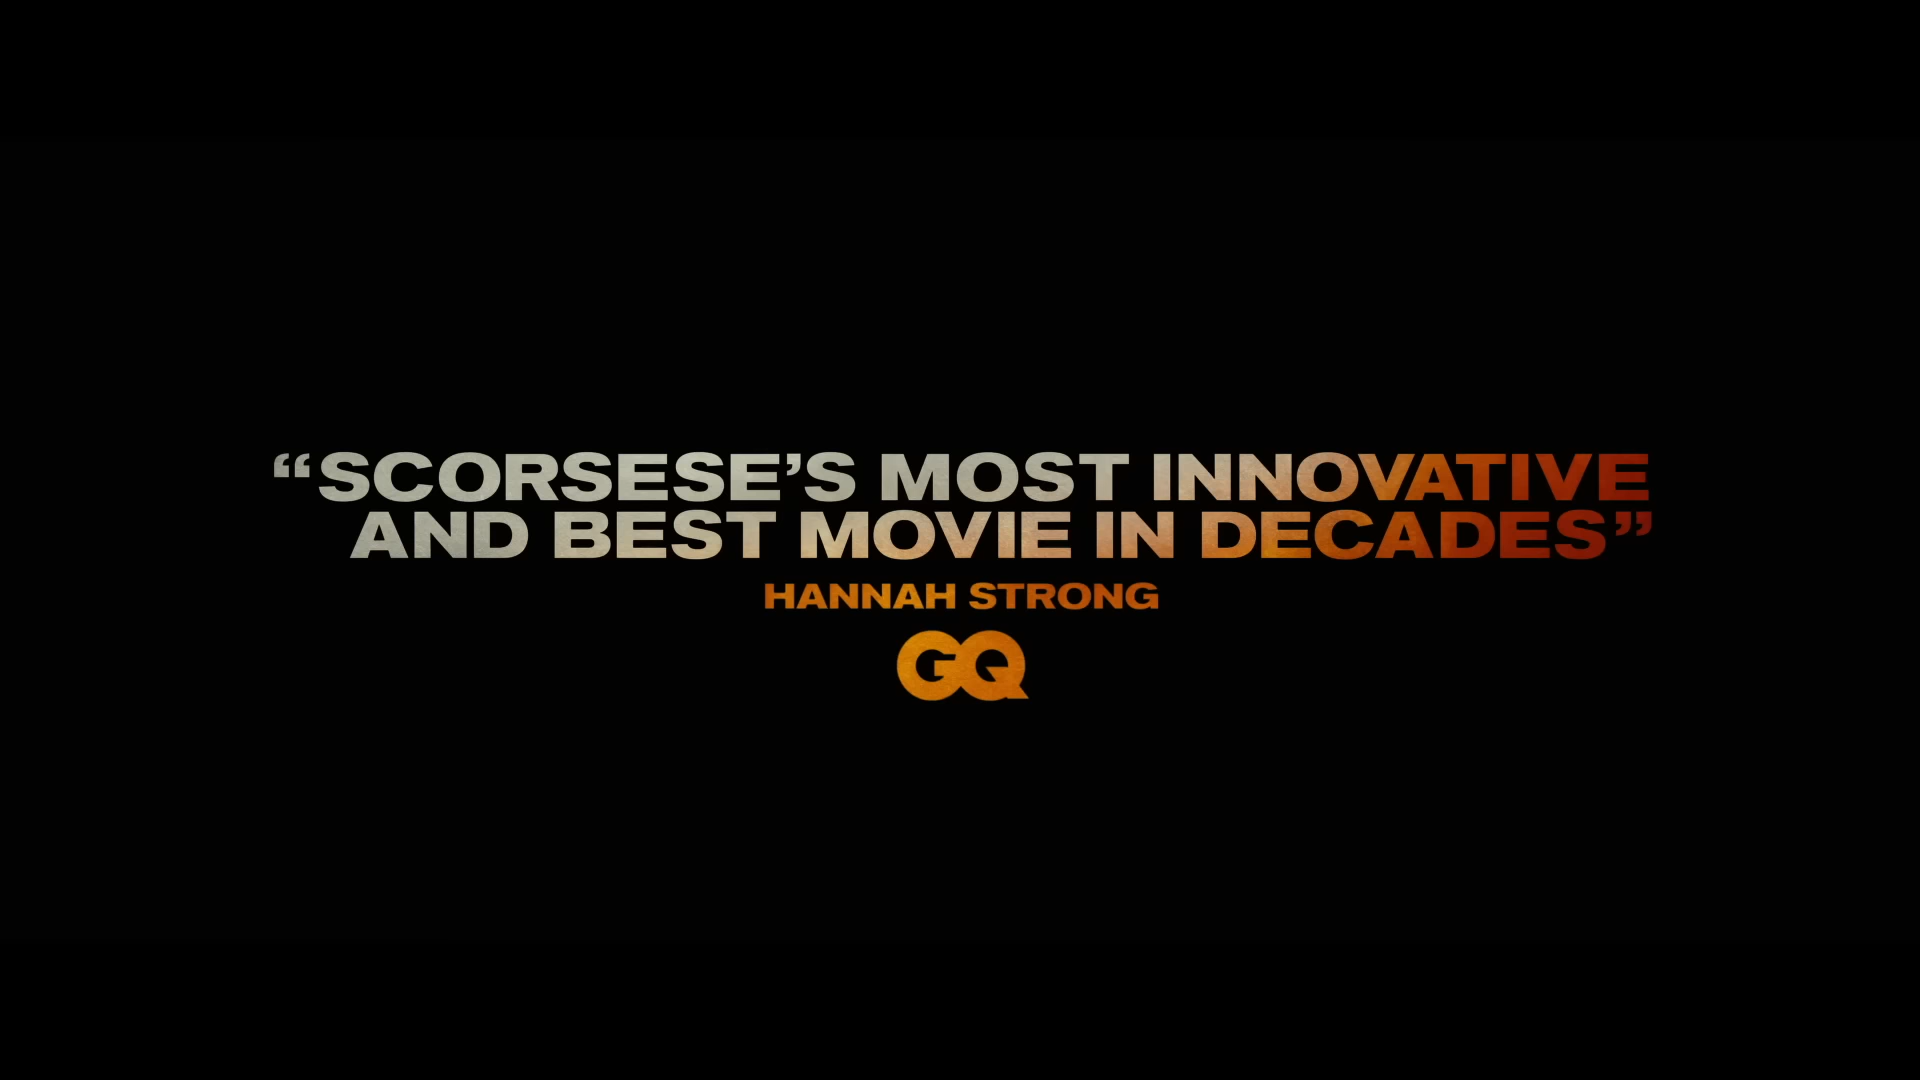 “SCORSESE’S MOST INNOVATIVE
AND BEST MOVIE IN DECADES”
HANNAH STRONG
GQ